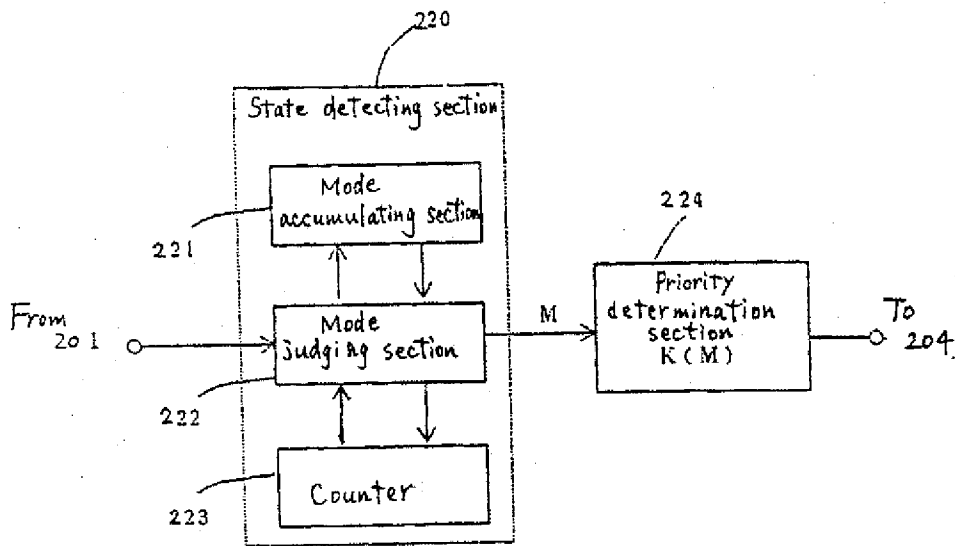 220
State detecting section
Mode
accumulating section
221
224
Priority
determination
section
K(M)
From
201
Mode
judging section
M
To
204
222
Counter
223